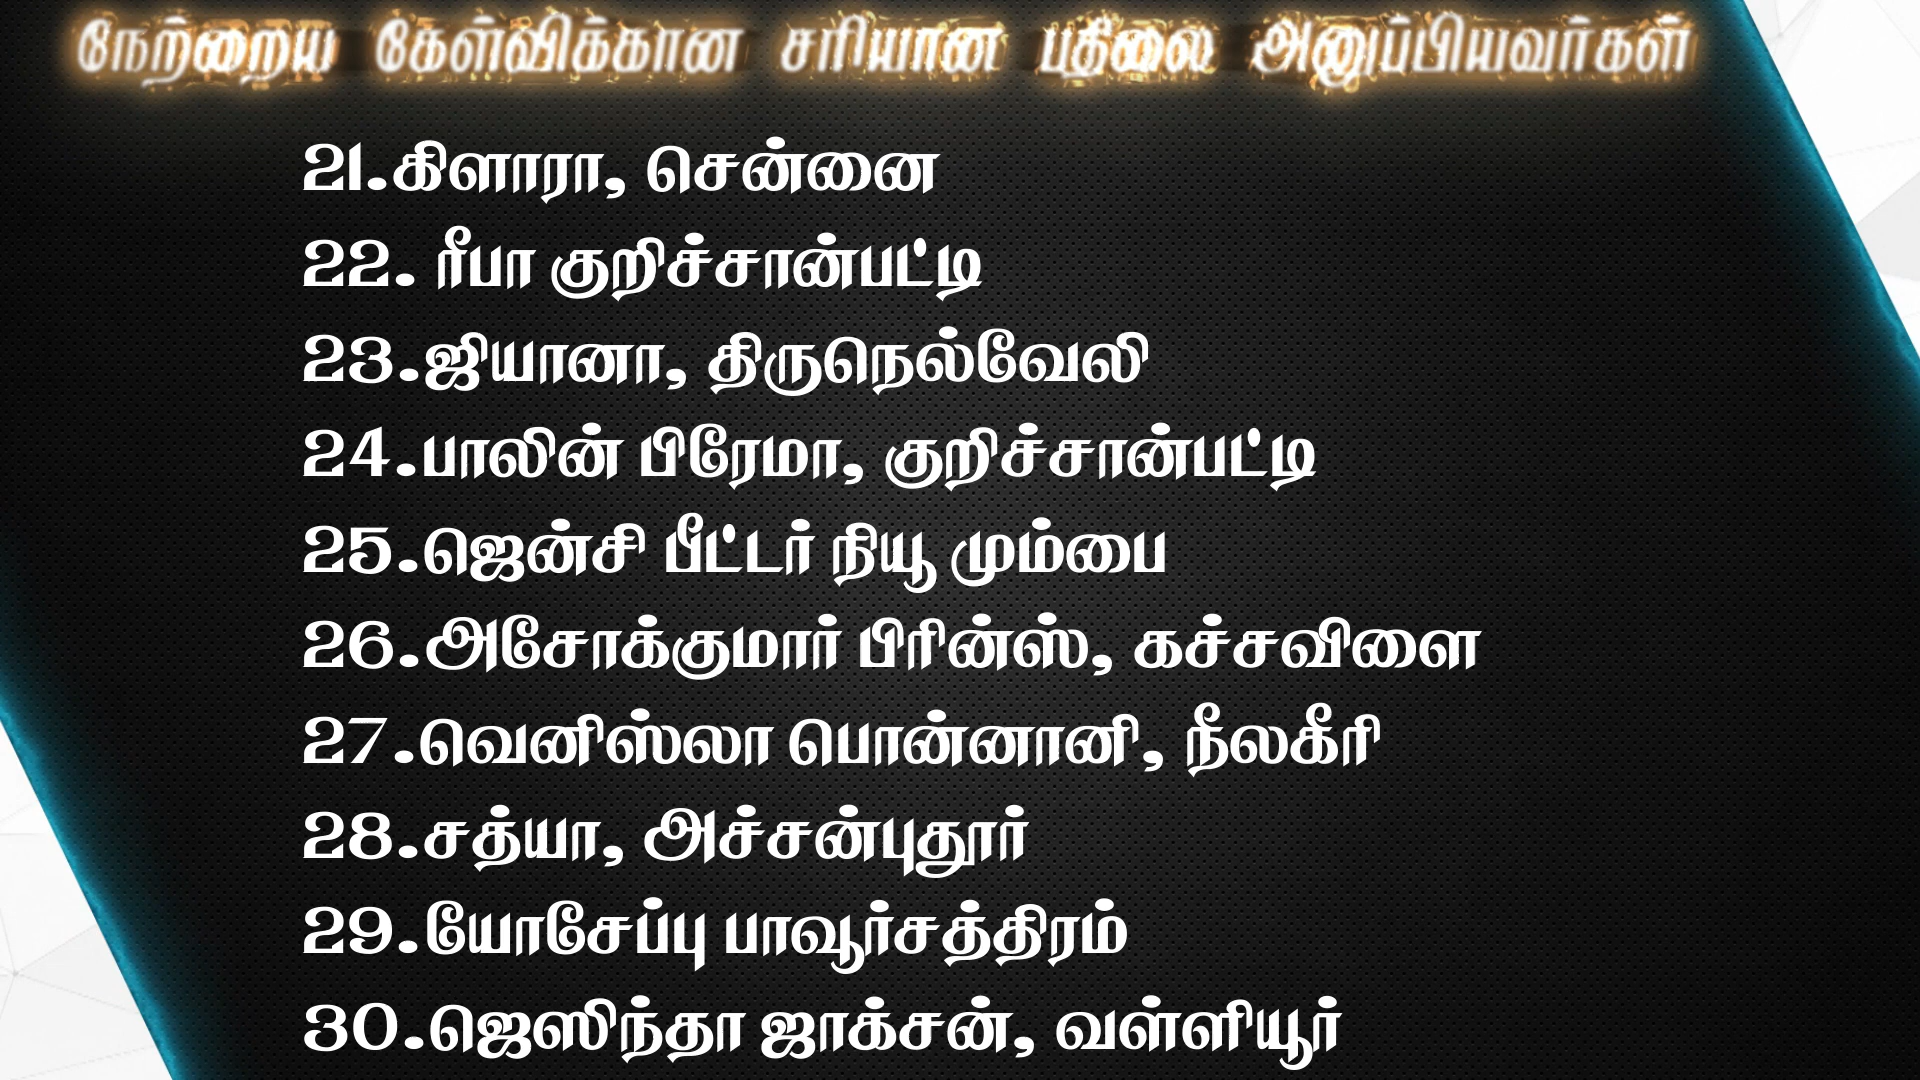 நேற்றைய கேள்விக்கான சரியான பதிலை அனுப்பியவர்கள்
21.கிளாரா, சென்னை
22. ரீபா குறிச்சான்பட்டி
23.ஜியானா, திருநெல்வேலி
24.பாலின் பிரேமா, குறிச்சான்பட்டி
25.ஜென்சி பீட்டர் நியூ மும்பை
26.அசோக்குமார் பிரின்ஸ், கச்சவிளை
27.வெனிஸ்லா பொன்னானி, நீலகீரி
28.சத்யா, அச்சன்புதூர்
29.யோசேப்பு பாவூர்சத்திரம்
30.ஜெஸிந்தா ஜாக்சன், வள்ளியூர்